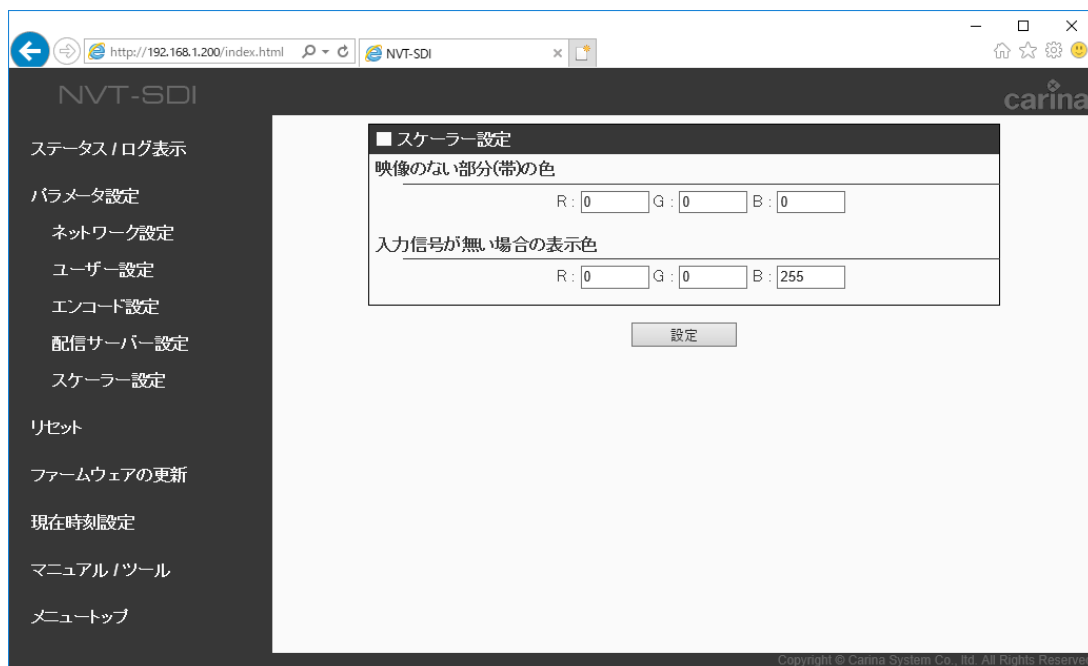 http://192.168.1.200/index.html
NVT-SDI
NVT-SDI
carina
ステータス / ログ表示
パラメータ設定
ネットワーク設定
ユーザー設定
エンコード設定
配信サーバー設定
スケーラー設定
リセット
ファームウェアの更新
現在時刻設定
マニュアル / ツール
メニュートップ
■ スケーラー設定
映像のない部分(帯)の色
R : 0 G : 0 B : 0
入力信号が無い場合の表示色
R : 0 G : 0 B : 255
設定
Copyright © Carina System Co., ltd. All Rights Reserve